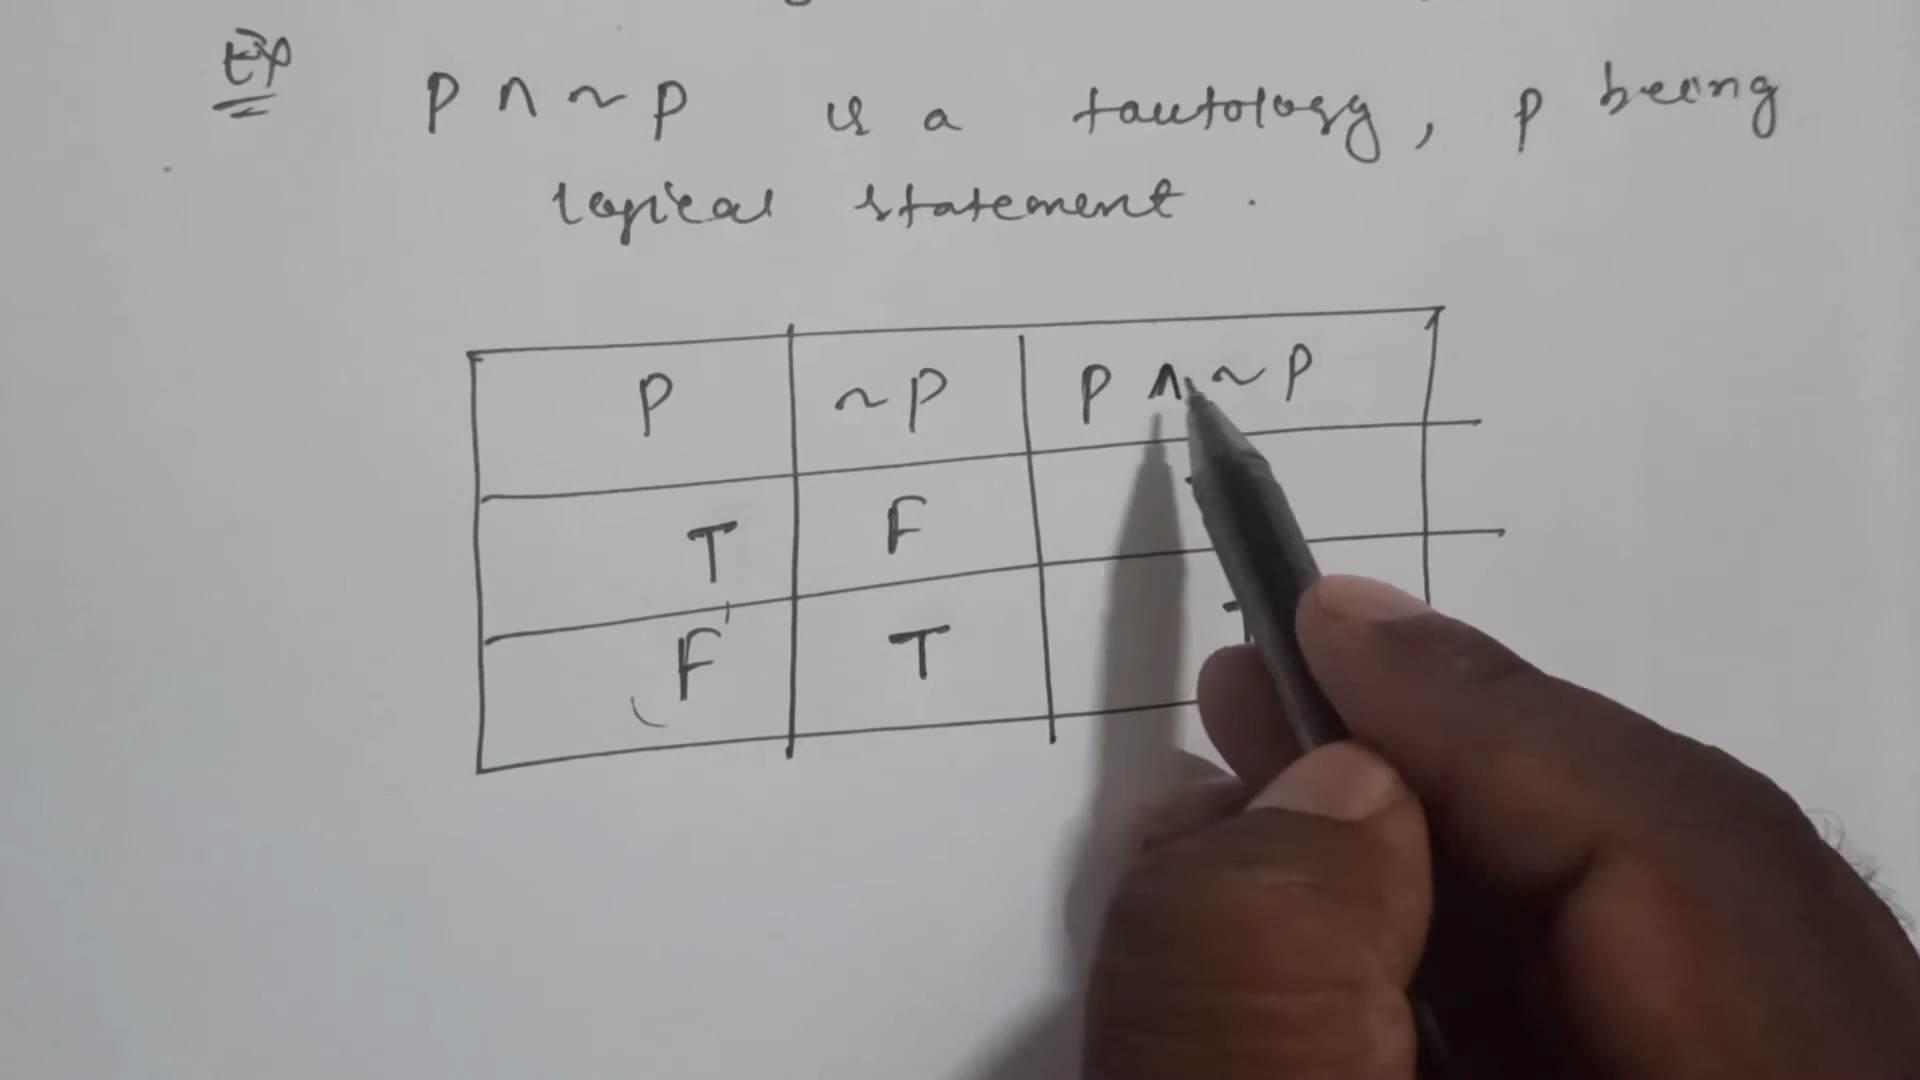 Ex p ∧ ~ p is a tautology, p being
logical statement.
P ~P P ∧ ~ P
T F
F T